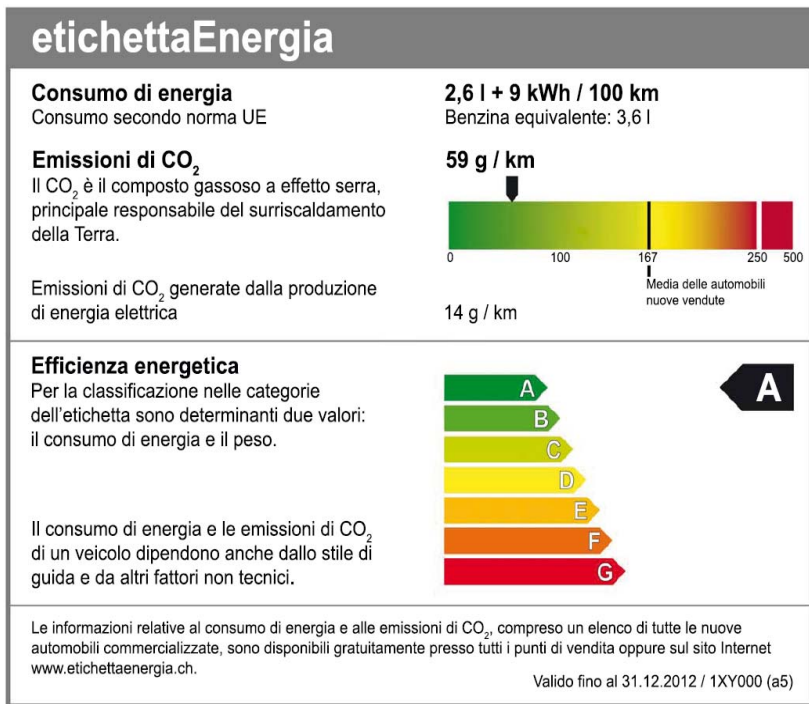 etichettaEnergia
Consumo di energia
Consumo secondo norma UE
2,6 l + 9 kWh / 100 km
Benzina equivalente: 3,6 l
Emissioni di CO₂
Il CO₂ è il composto gassoso a effetto serra,
principale responsabile del surriscaldamento
della Terra.
59 g / km
0 100 167 250 500
Media delle automobili
nuove vendute
Emissioni di CO₂ generate dalla produzione
di energia elettrica
14 g / km
Efficienza energetica
Per la classificazione nelle categorie
dell'etichetta sono determinanti due valori:
il consumo di energia e il peso.
Il consumo di energia e le emissioni di CO₂
di un veicolo dipendono anche dallo stile di
guida e da altri fattori non tecnici.
A
B
C
D
E
F
G
A
Le informazioni relative al consumo di energia e alle emissioni di CO₂, compreso un elenco di tutte le nuove
automobili commercializzate, sono disponibili gratuitamente presso tutti i punti di vendita oppure sul sito Internet
www.etichettaenergia.ch.
Valido fino al 31.12.2012 / 1XY000 (a5)